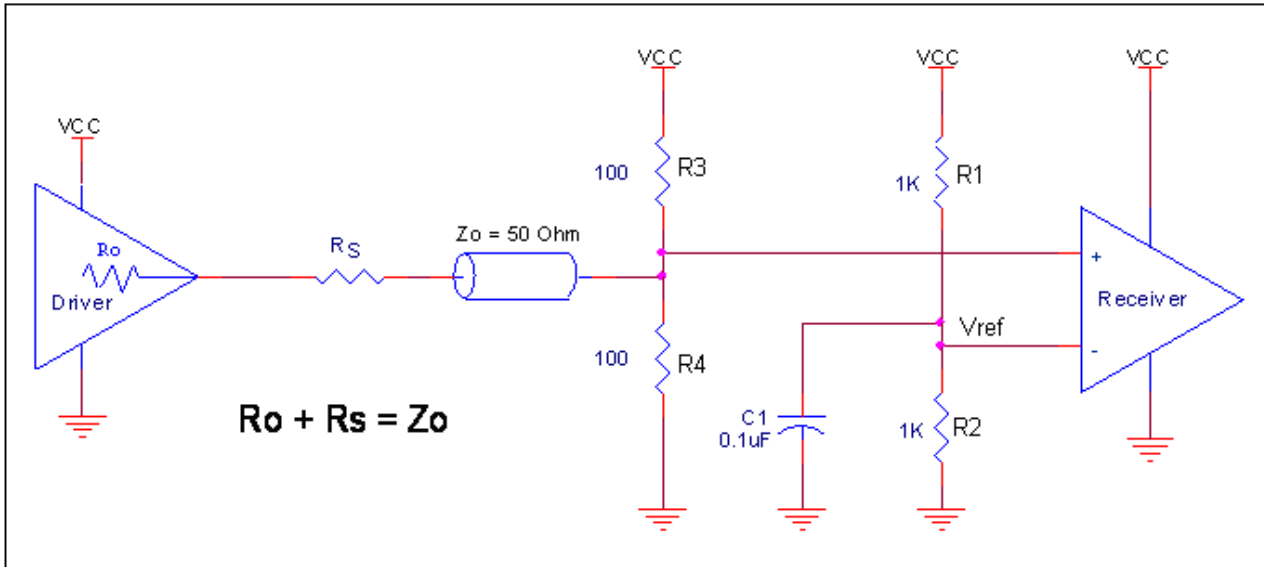 VCC
VCC
VCC
VCC
R3
100
R1
1K
Zo = 50 Ohm
RS
Ro
Driver
+
Receiver
Vref
-
R4
100
Ro + Rs = Zo
C1
0.1uF
R2
1K